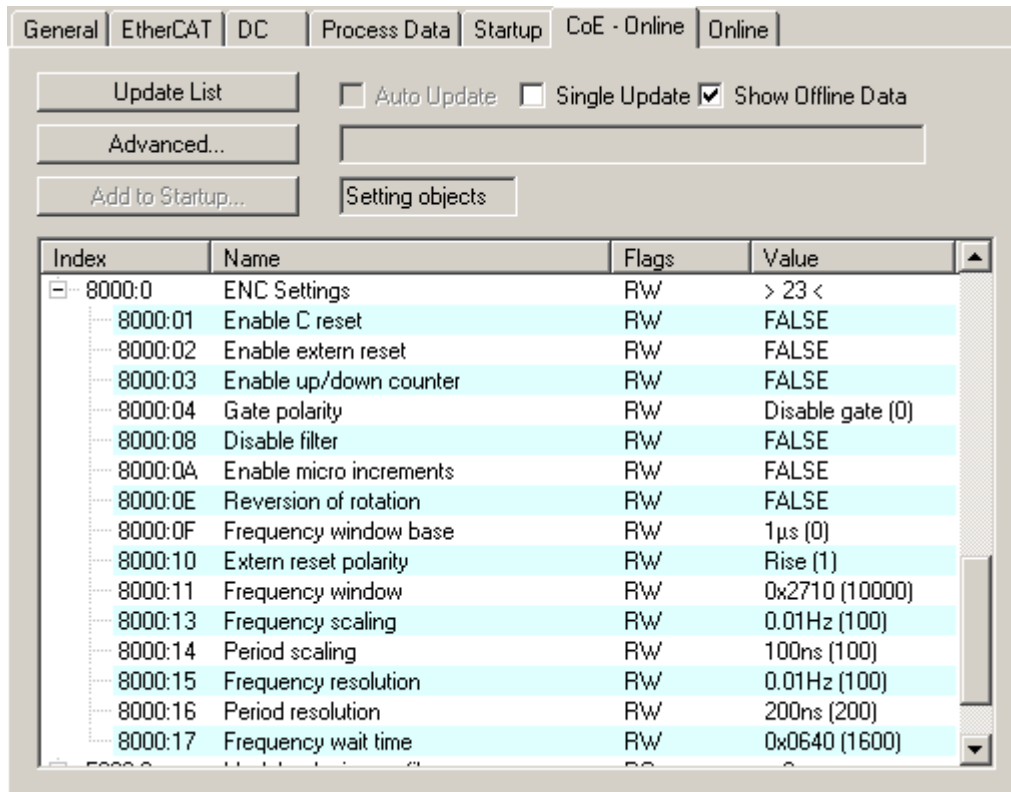 General EtherCAT DC Process Data Startup CoE - Online Online
Update List Auto Update Single Update Show Offline Data
Advanced...
Add to Startup... Setting objects
Index Name Flags Value
8000:0 ENC Settings RW > 23 <
8000:01 Enable C reset RW FALSE
8000:02 Enable extern reset RW FALSE
8000:03 Enable up/down counter RW FALSE
8000:04 Gate polarity RW Disable gate (0)
8000:08 Disable filter RW FALSE
8000:0A Enable micro increments RW FALSE
8000:0E Reversion of rotation RW FALSE
8000:0F Frequency window base RW 1µs (0)
8000:10 Extern reset polarity RW Rise (1)
8000:11 Frequency window RW 0x2710 (10000)
8000:13 Frequency scaling RW 0.01Hz (100)
8000:14 Period scaling RW 100ns (100)
8000:15 Frequency resolution RW 0.01Hz (100)
8000:16 Period resolution RW 200ns (200)
8000:17 Frequency wait time RW 0x0640 (1600)